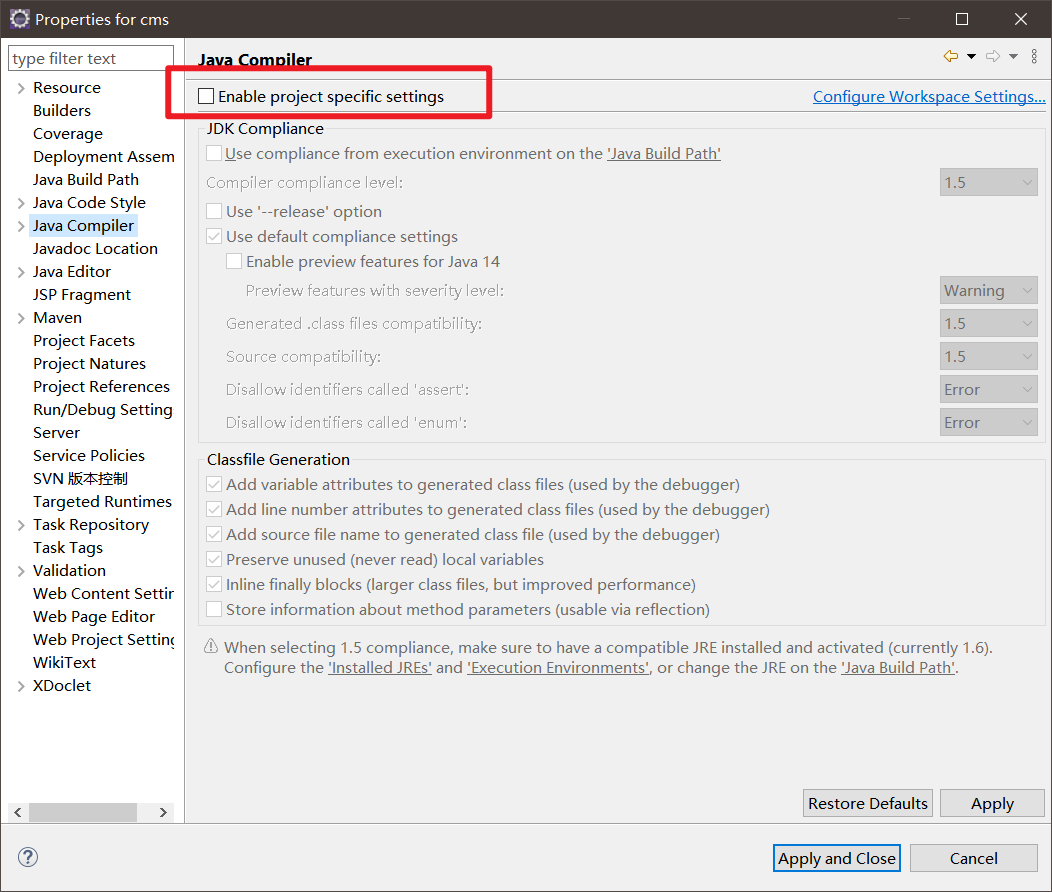 Properties for cms
type filter text
Resource
Builders
Coverage
Deployment Assem
Java Build Path
Java Code Style
Java Compiler
Javadoc Location
Java Editor
JSP Fragment
Maven
Project Facets
Project Natures
Project References
Run/Debug Setting
Server
Service Policies
SVN 版本控制
Targeted Runtimes
Task Repository
Task Tags
Validation
Web Content Settin
Web Page Editor
Web Project Setting
WikiText
XDoclet
Java Compiler
Enable project specific settings
Configure Workspace Settings...
JDK Compliance
Use compliance from execution environment on the 'Java Build Path'
Compiler compliance level:
1.5
Use '--release' option
Use default compliance settings
Enable preview features for Java 14
Preview features with severity level:
Warning
Generated .class files compatibility:
1.5
Source compatibility:
1.5
Disallow identifiers called 'assert':
Error
Disallow identifiers called 'enum':
Error
Classfile Generation
Add variable attributes to generated class files (used by the debugger)
Add line number attributes to generated class files (used by the debugger)
Add source file name to generated class file (used by the debugger)
Preserve unused (never read) local variables
Inline finally blocks (larger class files, but improved performance)
Store information about method parameters (usable via reflection)
When selecting 1.5 compliance, make sure to have a compatible JRE installed and activated (currently 1.6).
Configure the 'Installed JREs' and 'Execution Environments', or change the JRE on the 'Java Build Path'.
Restore Defaults
Apply
Apply and Close
Cancel